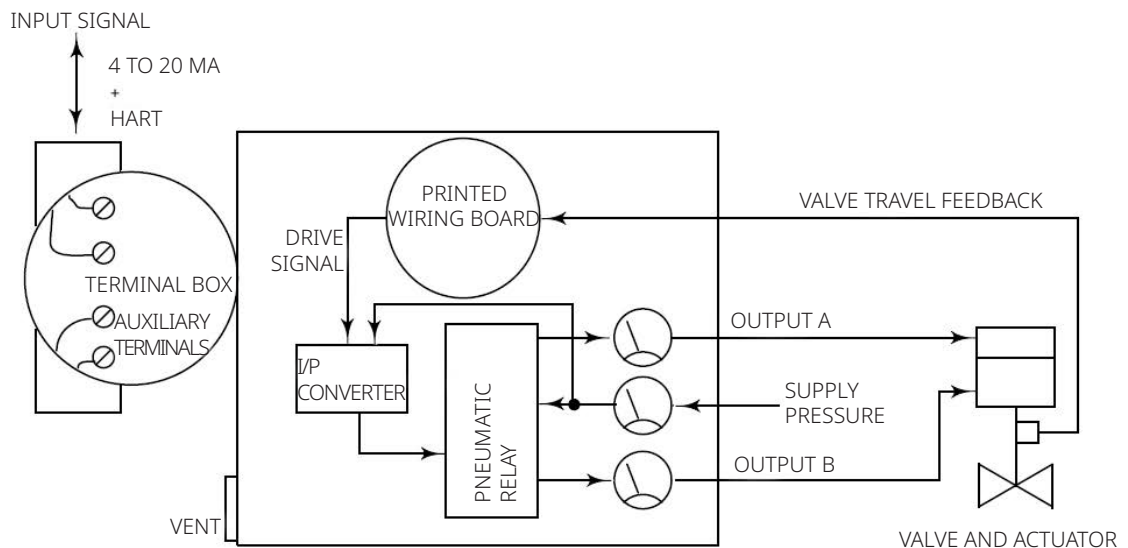 INPUT SIGNAL
4 TO 20 MA
+
HART
PRINTED
WIRING BOARD
VALVE TRAVEL FEEDBACK
DRIVE
SIGNAL
TERMINAL BOX
AUXILIARY
TERMINALS
I/P
CONVERTER
PNEUMATIC
RELAY
OUTPUT A
SUPPLY
PRESSURE
OUTPUT B
VENT
VALVE AND ACTUATOR